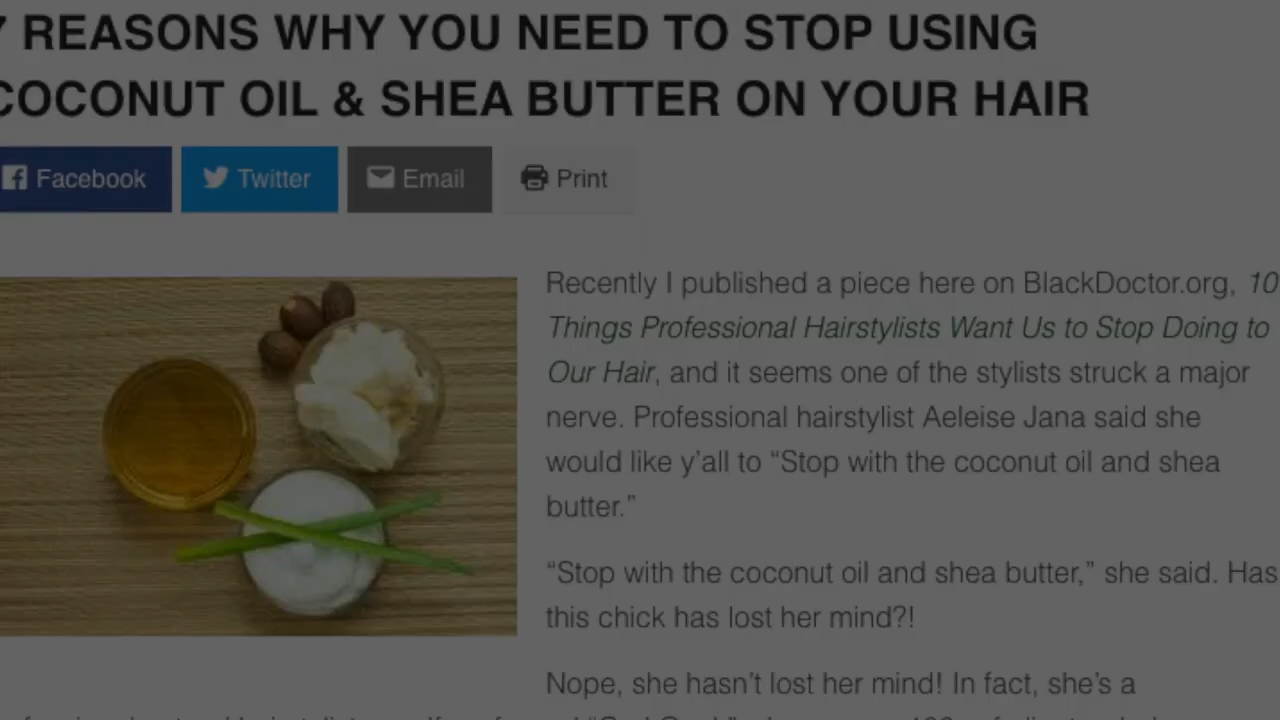 7 REASONS WHY YOU NEED TO STOP USING
COCONUT OIL & SHEA BUTTER ON YOUR HAIR
Facebook
Twitter
Email
Print
Recently I published a piece here on BlackDoctor.org, 10
Things Professional Hairstylists Want Us to Stop Doing to
Our Hair, and it seems one of the stylists struck a major
nerve. Professional hairstylist Aeleise Jana said she
would like y’all to “Stop with the coconut oil and shea
butter.”
“Stop with the coconut oil and shea butter,” she said. Has
this chick has lost her mind?!
Nope, she hasn’t lost her mind! In fact, she’s a